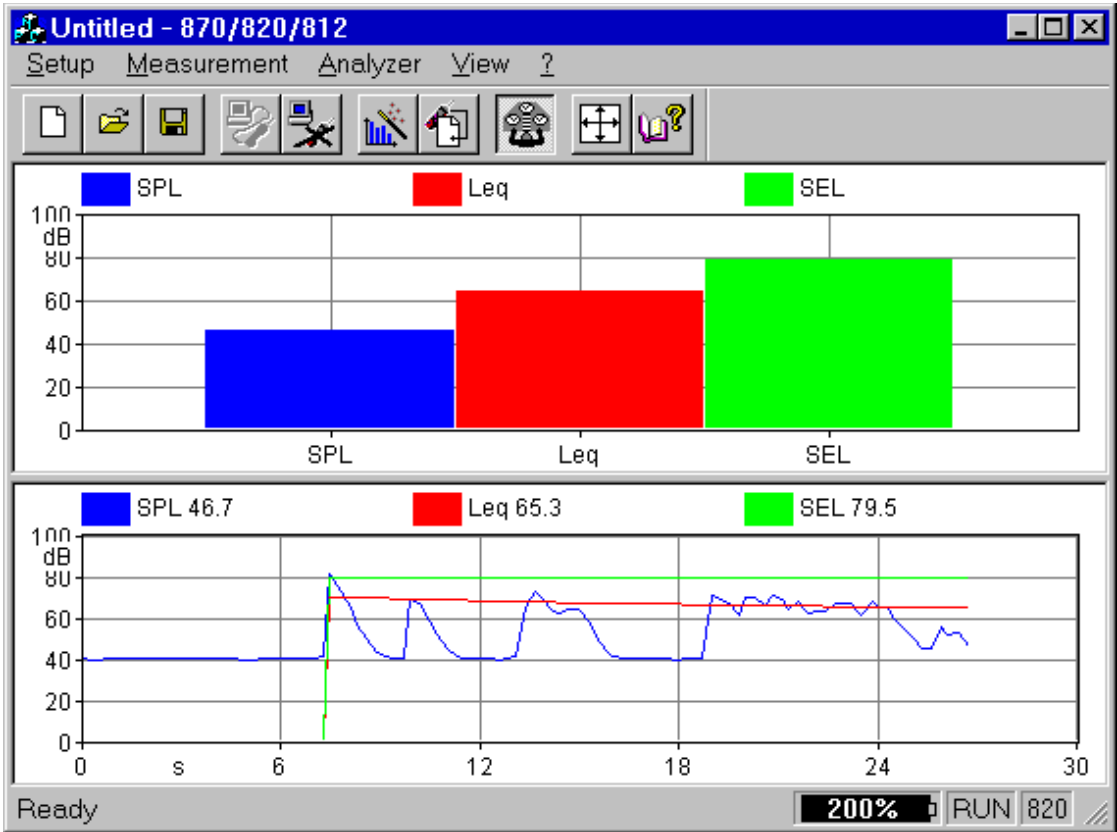 Untitled - 870/820/812
Setup Measurement Analyzer View ?
SPL Leq SEL
100
dB
80
60
40
20
0
SPL Leq SEL
SPL 46.7 Leq 65.3 SEL 79.5
100
dB
80
60
40
20
0
0 s 6 12 18 24 30
Ready 200% RUN 820